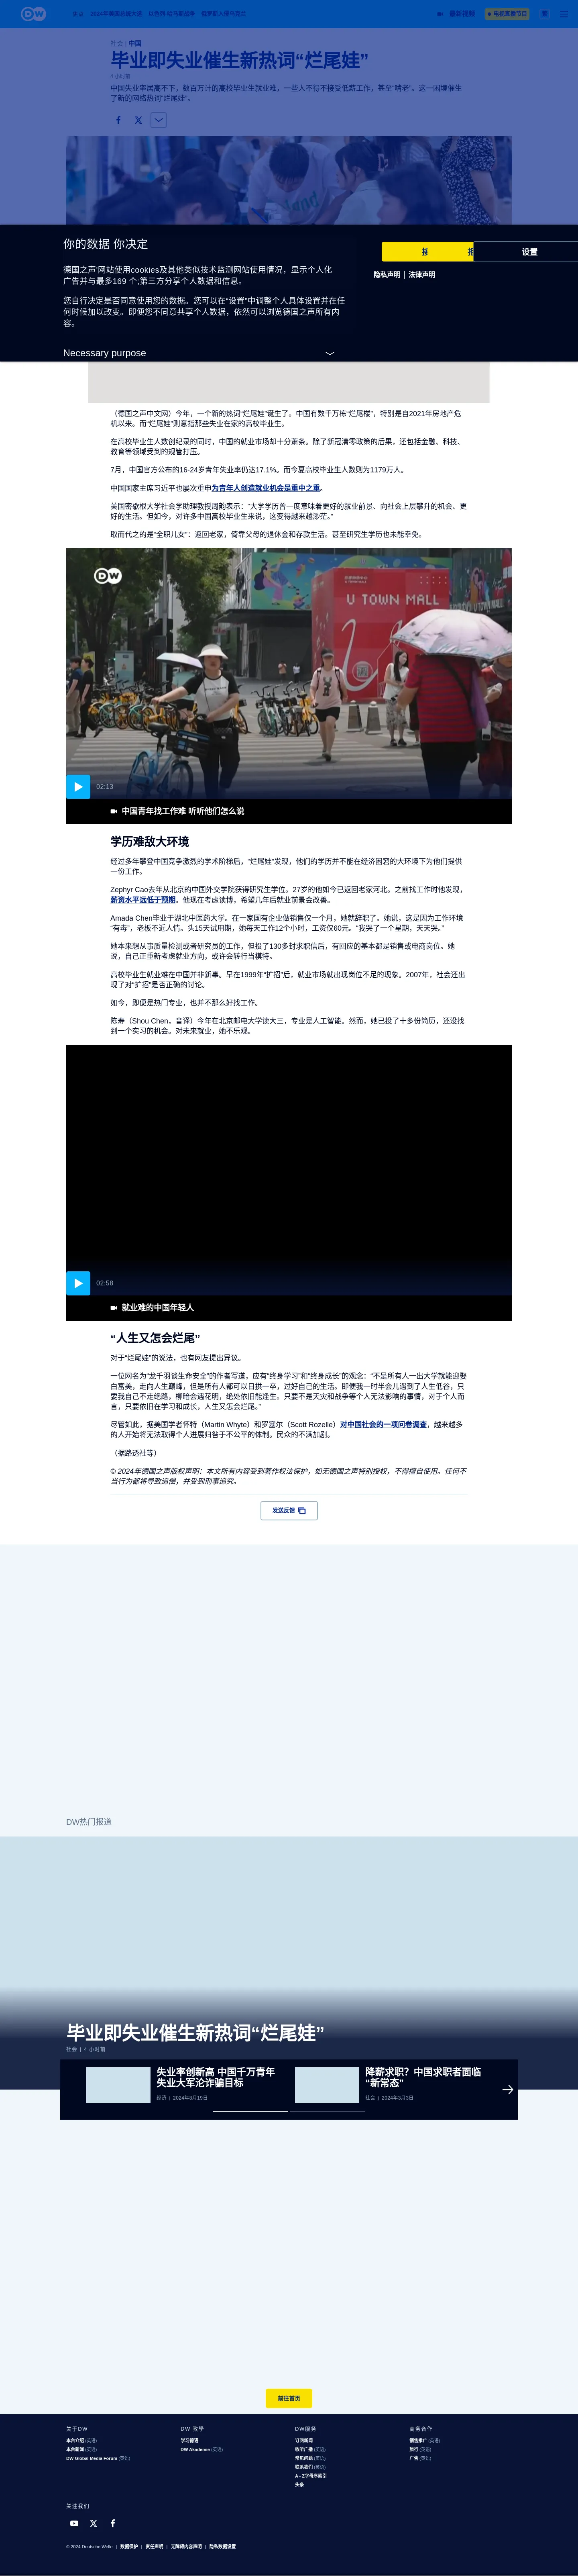 DW
2024年美国总统大选
以色列-哈马斯战争
俄罗斯入侵乌克兰
最新视频
电视直播节目
社会 | 中国
毕业即失业催生新热词“烂尾娃”
4 小时前
中国失业率居高不下，数百万计的高校毕业生就业难，一些人不得不接受低薪工作，甚至“啃老”。这一困境催生
了新的网络热词“烂尾娃”。
你的数据 你决定
设置
德国之声'网站使用cookies及其他类似技术监测网站使用情况，显示个人化
广告并与最多169 个;第三方分享个人数据和信息。
隐私声明 | 法律声明
您自行决定是否同意使用您的数据。您可以在“设置”中调整个人具体设置并在任
何时候加以改变。即便您不同意共享个人数据，依然可以浏览德国之声所有内
容。
Necessary purpose
（德国之声中文网）今年，一个新的热词“烂尾娃”诞生了。中国有数千万栋“烂尾楼”，特别是自2021年房地产危
机以来。而“烂尾娃”则意指那些失业在家的高校毕业生。
在高校毕业生人数创纪录的同时，中国的就业市场却十分萧条。除了新冠清零政策的后果，还包括金融、科技、
教育等领域受到的规管打压。
7月，中国官方公布的16-24岁青年失业率仍达17.1%。而今夏高校毕业生人数则为1179万人。
中国国家主席习近平也屡次重申为青年人创造就业机会是重中之重。
美国密歇根大学社会学助理教授周韵表示：“大学学历曾一度意味着更好的就业前景、向社会上层攀升的机会、更
好的生活。但如今，对许多中国高校毕业生来说，这变得越来越渺茫。”
取而代之的是“全职儿女”：返回老家，倚靠父母的退休金和存款生活。甚至研究生学历也未能幸免。
DW
U TOWN MALL
02:13
中国青年找工作难 听听他们怎么说
学历难敌大环境
经过多年攀登中国竞争激烈的学术阶梯后，“烂尾娃”发现，他们的学历并不能在经济困窘的大环境下为他们提供
一份工作。
Zephyr Cao去年从北京的中国外交学院获得研究生学位。27岁的他如今已返回老家河北。之前找工作时他发现，
薪资水平远低于预期。他现在考虑读博，希望几年后就业前景会改善。
Amada Chen毕业于湖北中医药大学。在一家国有企业做销售仅一个月，她就辞职了。她说，这是因为工作环境
“有毒”，老板不近人情。头15天试用期，她每天工作12个小时，工资仅60元。“我哭了一个星期，天天哭。”
她本来想从事质量检测或者研究员的工作，但投了130多封求职信后，有回应的基本都是销售或电商岗位。她
说，自己正重新考虑就业方向，或许会转行当模特。
高校毕业生就业难在中国并非新事。早在1999年“扩招”后，就业市场就出现岗位不足的现象。2007年，社会还出
现了对“扩招”是否正确的讨论。
如今，即便是热门专业，也并不那么好找工作。
陈寿（Shou Chen，音译）今年在北京邮电大学读大三，专业是人工智能。然而，她已投了十多份简历，还没找
到一个实习的机会。对未来就业，她不乐观。
02:58
就业难的中国年轻人
“人生又怎会烂尾”
对于“烂尾娃”的说法，也有网友提出异议。
一位网名为“龙千羽谈生命安全”的作者写道，应有“终身学习”和“终身成长”的观念：“不是所有人一出大学就能迎娶
白富美，走向人生巅峰，但是所有人都可以日拱一卒，过好自己的生活。即使我一时半会儿遇到了人生低谷，只
要我自己不走绝路，柳暗会遇花明，绝处依旧能逢生。只要不是天灾和战争等个人无法影响的事情，对于个人而
言，只要依旧在学习和成长，人生又怎会烂尾。”
尽管如此，据美国学者怀特（Martin Whyte）和罗塞尔（Scott Rozelle）对中国社会的一项问卷调查，越来越多
的人开始将无法取得个人进展归咎于不公平的体制。民众的不满加剧。
（据路透社等）
© 2024年德国之声版权声明：本文所有内容受到著作权法保护，如无德国之声特别授权，不得擅自使用。任何不
当行为都将导致追偿，并受到刑事追究。
发送反馈
DW热门报道
毕业即失业催生新热词“烂尾娃”
社会 | 4 小时前
失业率创新高 中国千万青年
失业大军沦诈骗目标
经济 | 2024年8月19日
降薪求职？中国求职者面临
“新常态”
社会 | 2024年3月3日
前往首页
关于DW
本台介绍 (英语)
本台新闻 (英语)
DW Global Media Forum (英语)
DW 教學
学习德语
DW Akademie (英语)
DW服务
订阅新闻
收听广播 (英语)
常见问题 (英语)
联系我们 (英语)
A - Z字母序索引
头条
商务合作
销售推广 (英语)
旅行 (英语)
广告 (英语)
关注我们
© 2024 Deutsche Welle | 数据保护 | 责任声明 | 无障碍内容声明 | 隐私数据设置